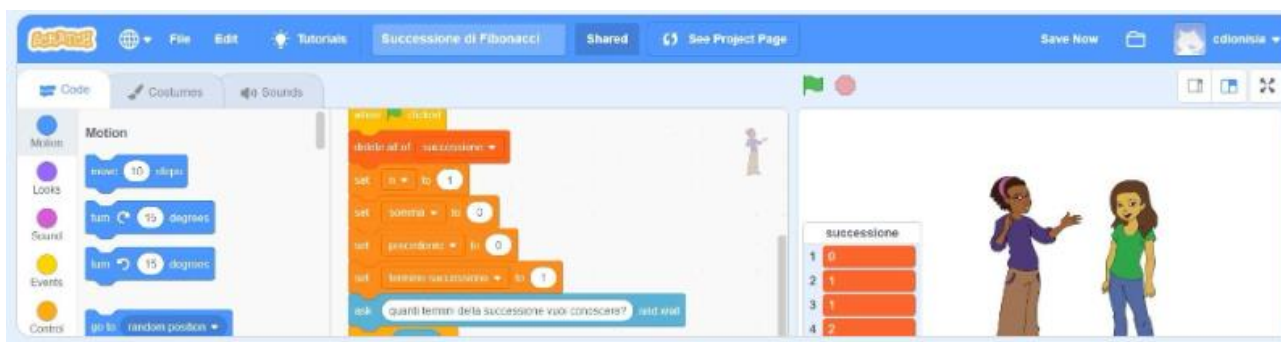 SCRATCH File Edit Tutorials Successione di Fibonacci Shared See Project Page Save Now cdionisia
Code Costumes Sounds
Motion
Looks
Sound
Events
Control
Motion
move 10 steps
turn 15 degrees
turn 15 degrees
go to random position
when clicked
delete all of successione
set n to 1
set somma to 0
set precedente to 0
set termine successione to 1
ask quanti termini della successione vuoi conoscere? and wait
successione
1 0
2 1
3 1
4 2